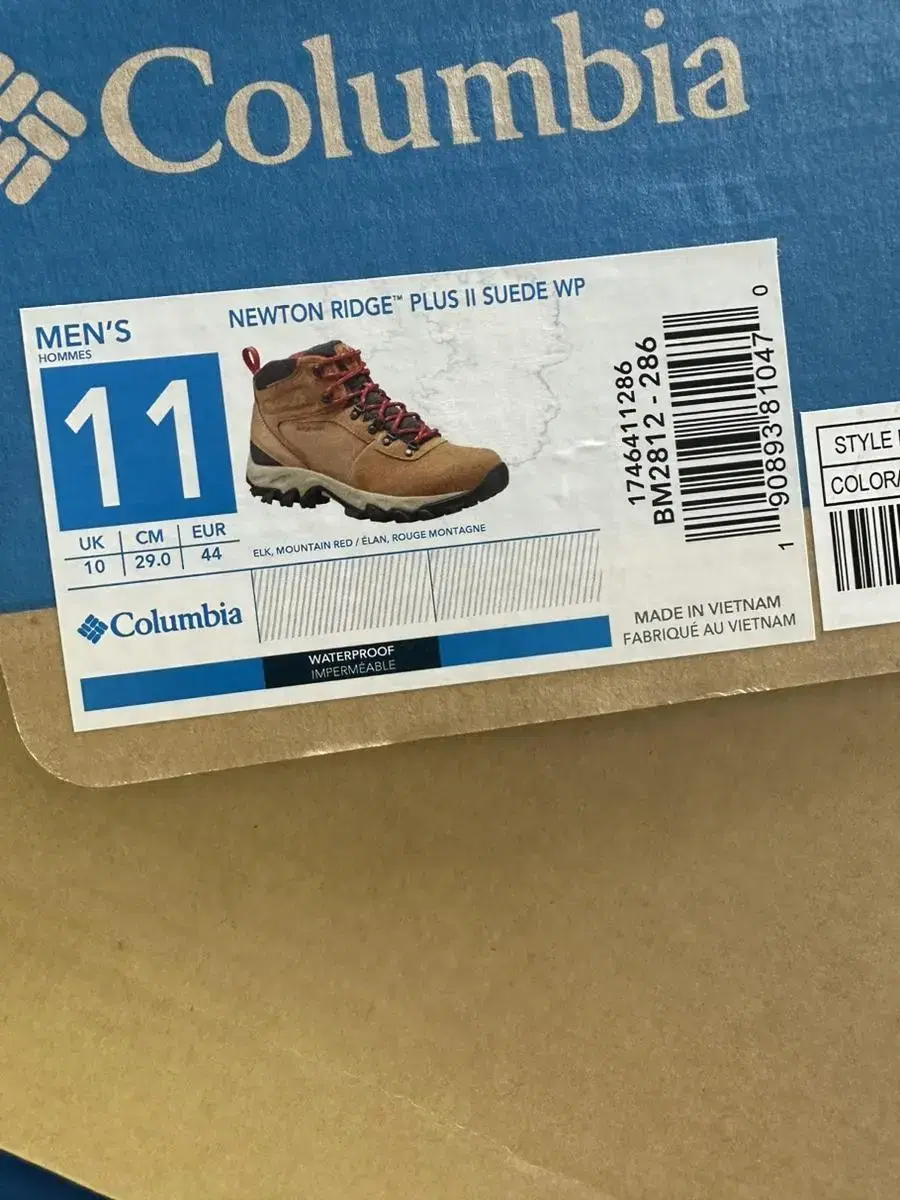 Columbia
MEN'S
HOMMES
11
UK CM EUR
10 29.0 44
NEWTON RIDGE™ PLUS II SUEDE WP
ELK, MOUNTAIN RED / ÉLAN, ROUGE MONTAGNE
Columbia
WATERPROOF
IMPERMÉABLE
1746411286
BM2812 - 286
1 90893 81047 0
MADE IN VIETNAM
FABRIQUÉ AU VIETNAM
STYLE